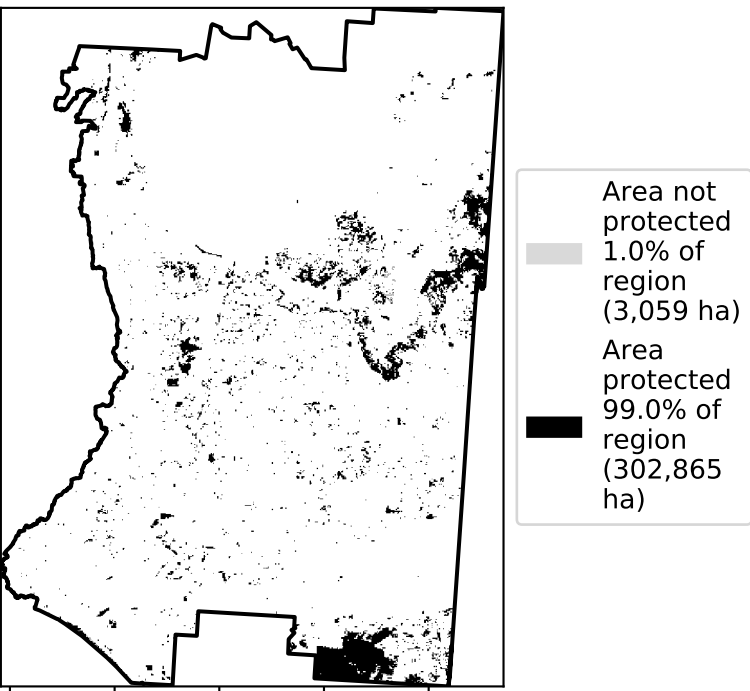 Area not
protected
1.0% of
region
(3,059 ha)
Area
protected
99.0% of
region
(302,865
ha)